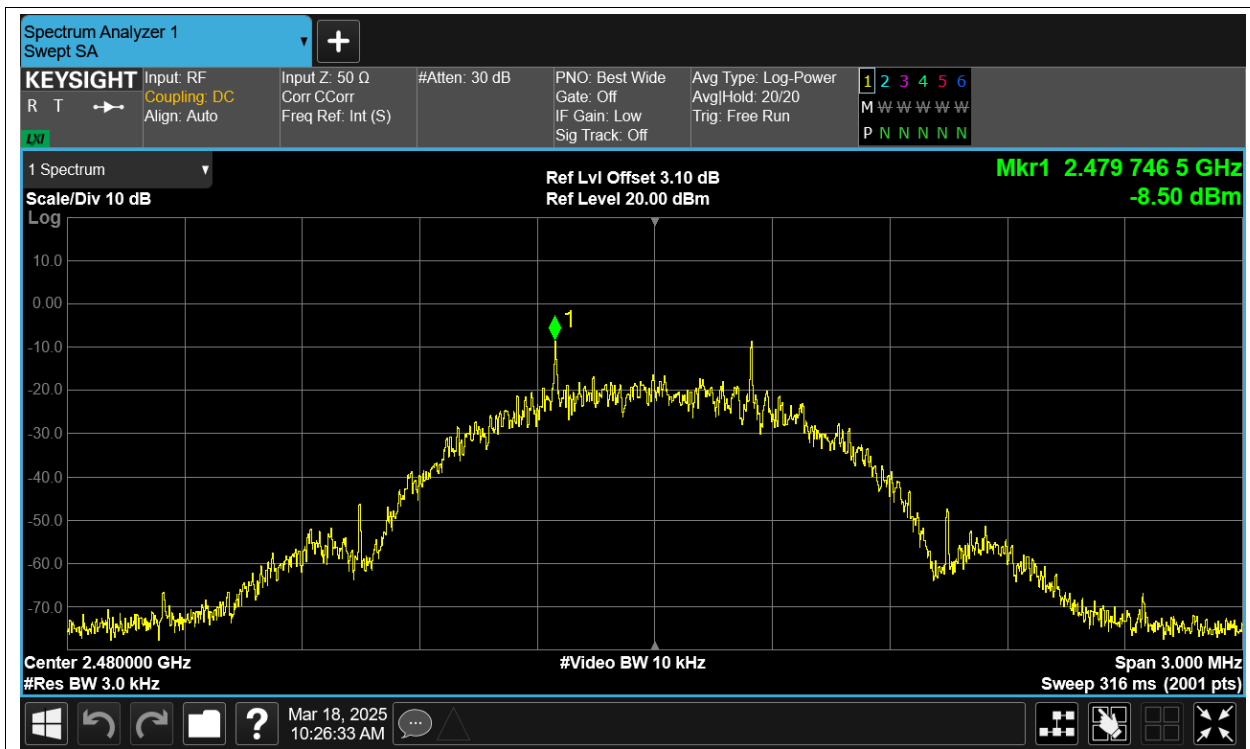 Spectrum Analyzer 1
Swept SA
KEYSIGHT
R T
LXI
Input: RF
Coupling: DC
Align: Auto
Input Z: 50 Ω
Corr CCorr
Freq Ref: Int (S)
#Atten: 30 dB
PNO: Best Wide
Gate: Off
IF Gain: Low
Sig Track: Off
Avg Type: Log-Power
Avg|Hold: 20/20
Trig: Free Run
1 2 3 4 5 6
M W W W W W W
P N N N N N
1 Spectrum
Scale/Div 10 dB
Ref Lvl Offset 3.10 dB
Ref Level 20.00 dBm
Mkr1 2.479 746 5 GHz
-8.50 dBm
Log
10.0
0.00
-10.0
-20.0
-30.0
-40.0
-50.0
-60.0
-70.0
1
Center 2.480000 GHz
#Res BW 3.0 kHz
#Video BW 10 kHz
Span 3.000 MHz
Sweep 316 ms (2001 pts)
?
Mar 18, 2025
10:26:33 AM